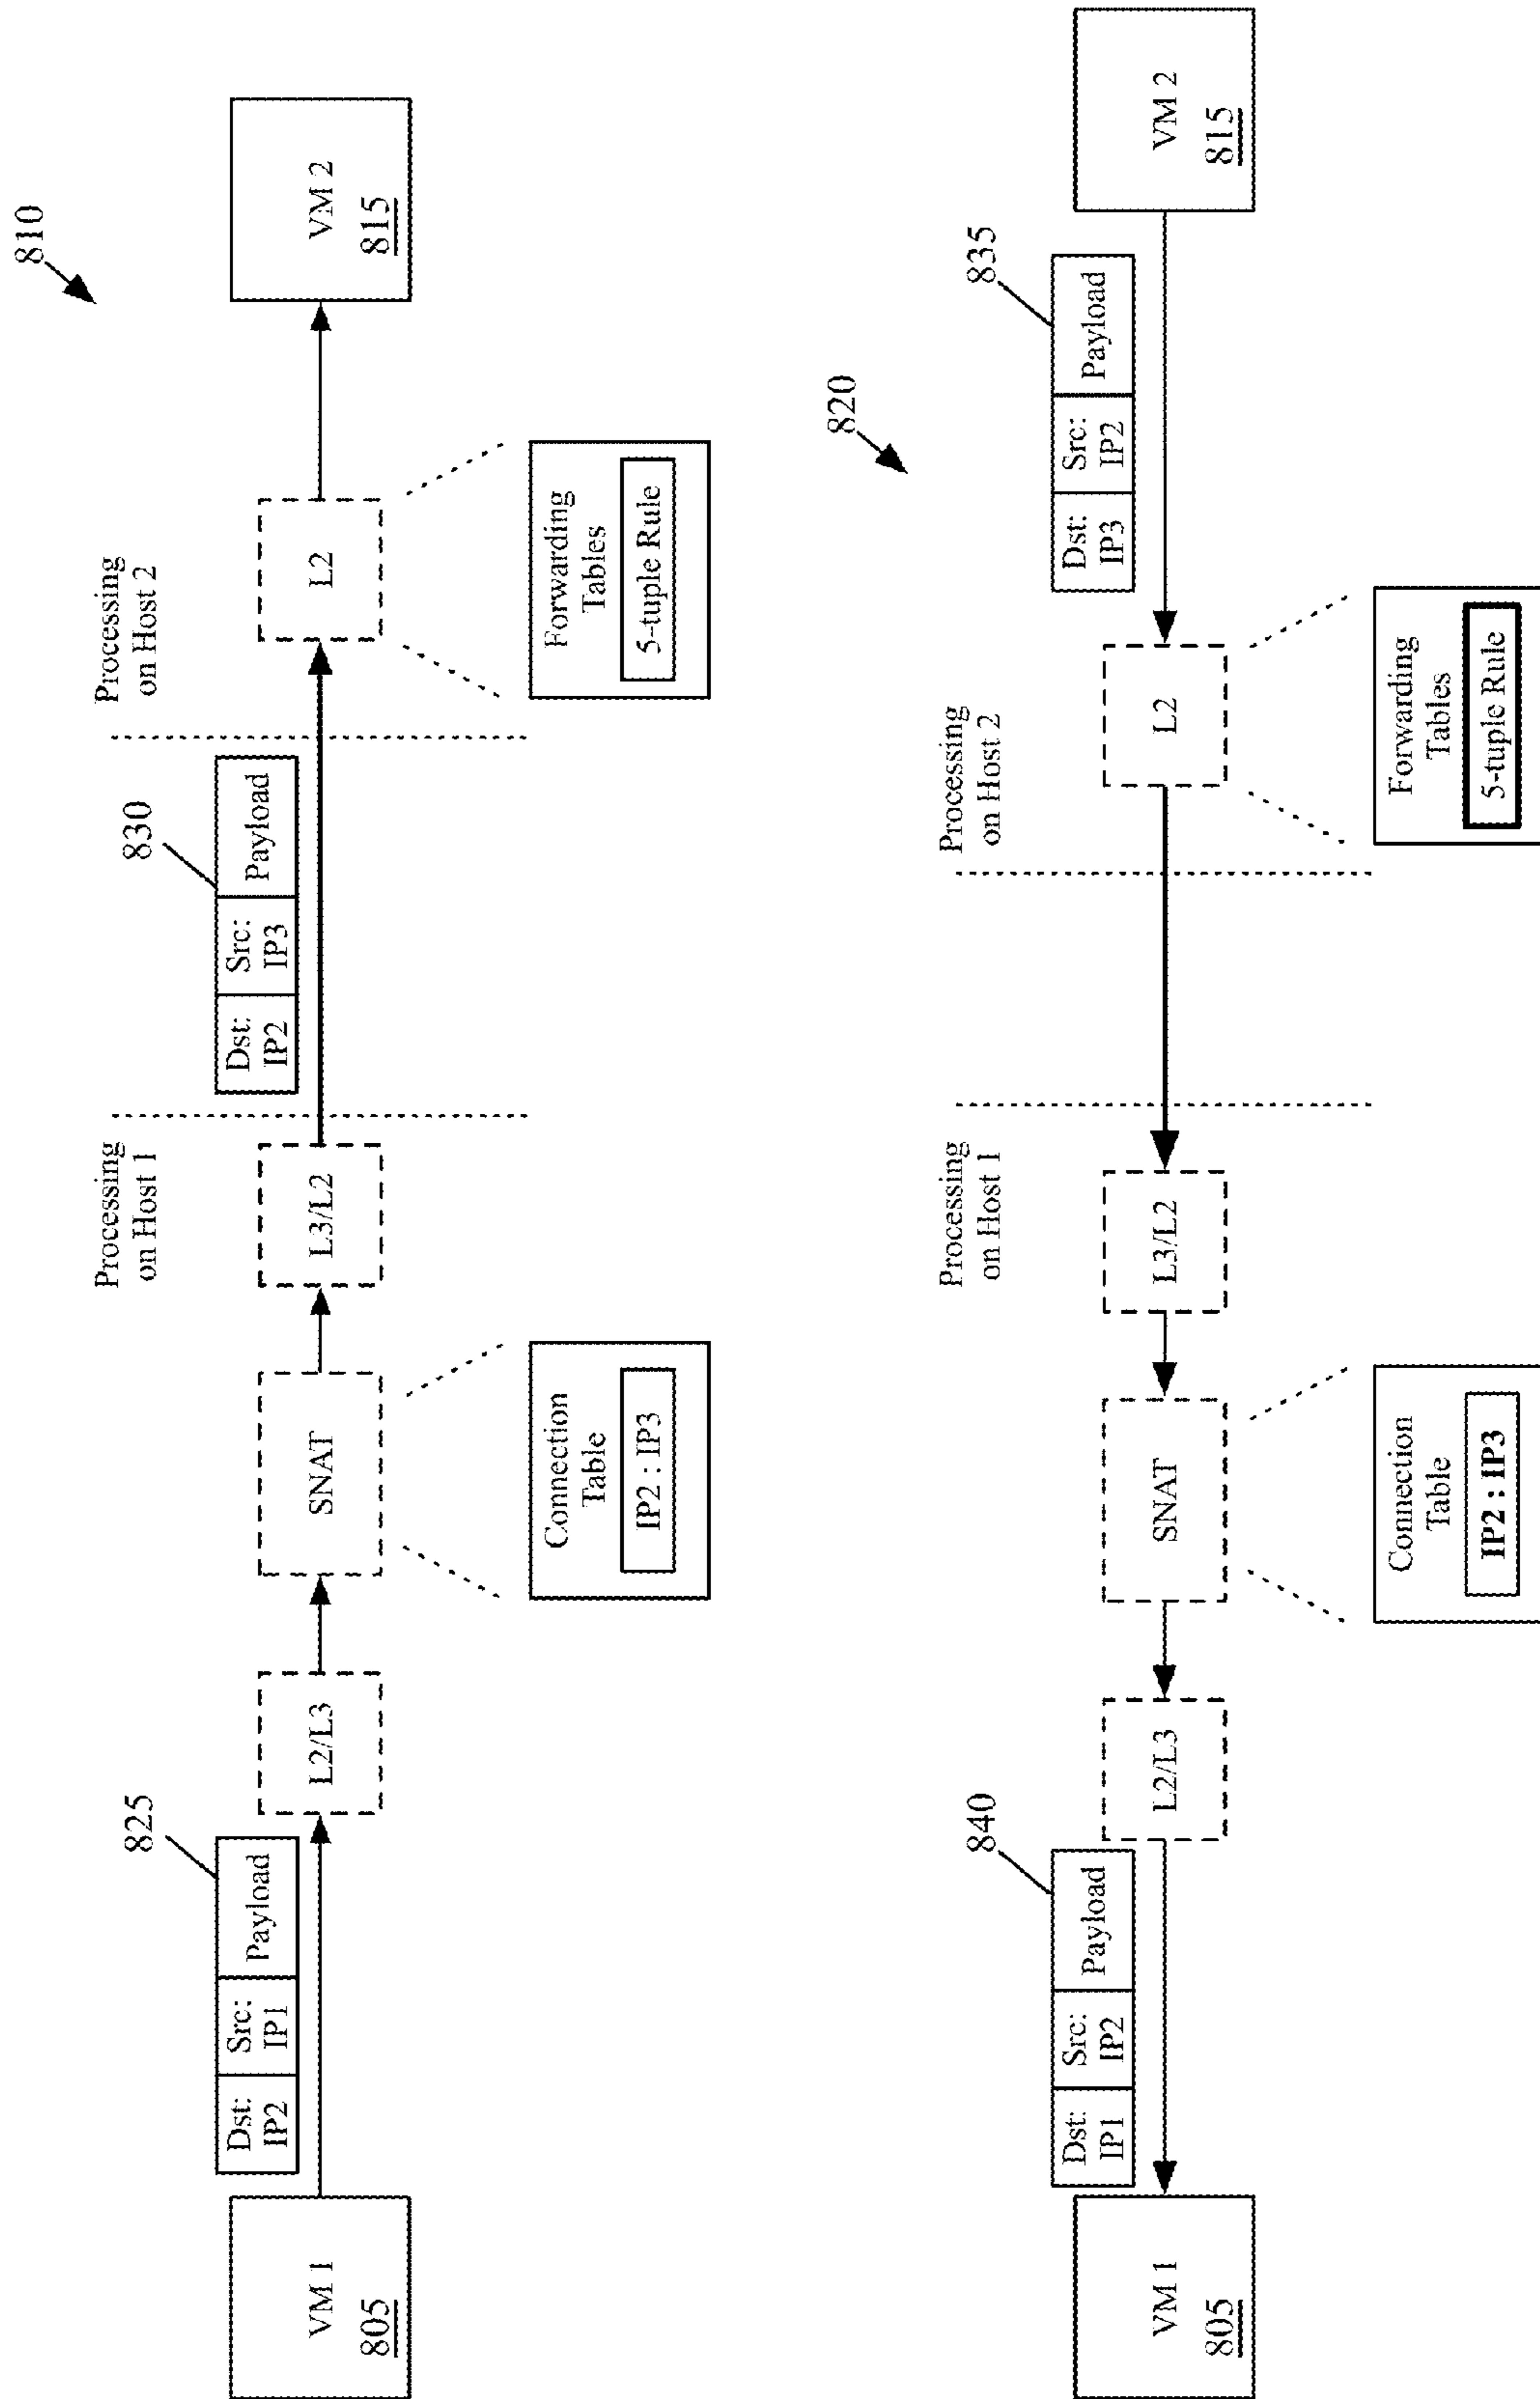 810
Processing
on Host 1
Processing
on Host 2
825
830
Dst:
IP2
Src:
IP1
Payload
Dst:
IP2
Src:
IP3
Payload
VM 1
805
L2/L3
SNAT
L3/L2
L2
VM 2
815
Connection
Table
IP2 : IP3
Forwarding
Tables
5-tuple Rule
820
Processing
on Host 1
Processing
on Host 2
840
835
Dst:
IP1
Src:
IP2
Payload
Dst:
IP3
Src:
IP2
Payload
VM 1
805
L2/L3
SNAT
L3/L2
L2
VM 2
815
Connection
Table
IP2 : IP3
Forwarding
Tables
5-tuple Rule